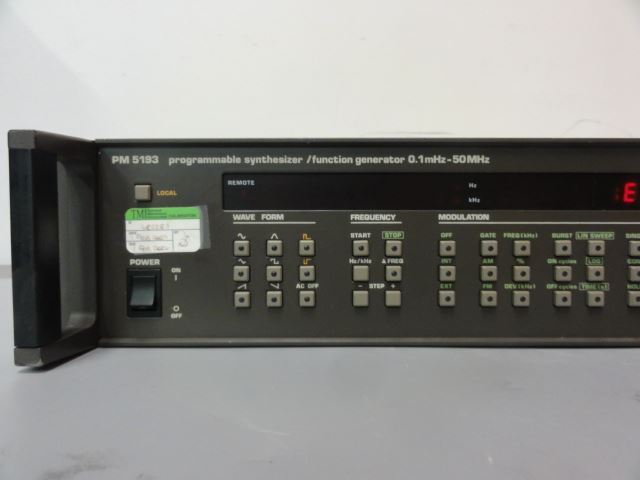 PM 5193 programmable synthesizer / function generator 0.1mHz-50MHz
LOCAL
REMOTE
Hz
kHz
E
TMI
WAVE FORM
FREQUENCY
MODULATION
START STOP
OFF GATE FREQ(kHz) BURST LIN SWEEP
Hz/kHz Δ FREQ
INT AM % ON cycles LOG
AC OFF
- STEP +
EXT FM DEV(kHz) OFF cycles TIME(s)
POWER
ON
I
O
OFF